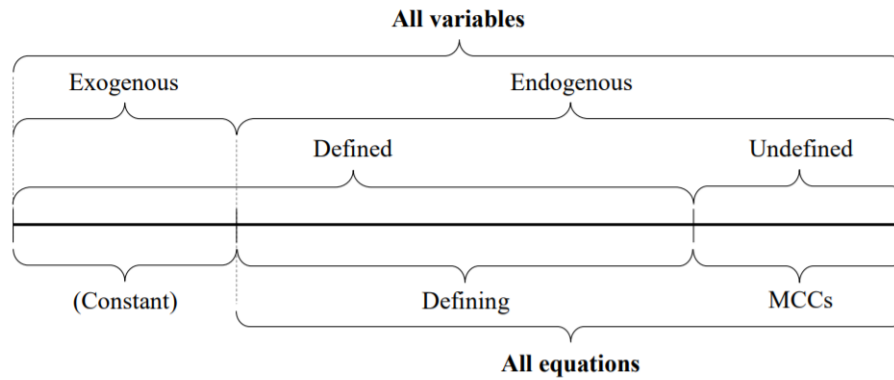 All variables
Exogenous Endogenous
Defined Undefined
(Constant) Defining MCCs
All equations